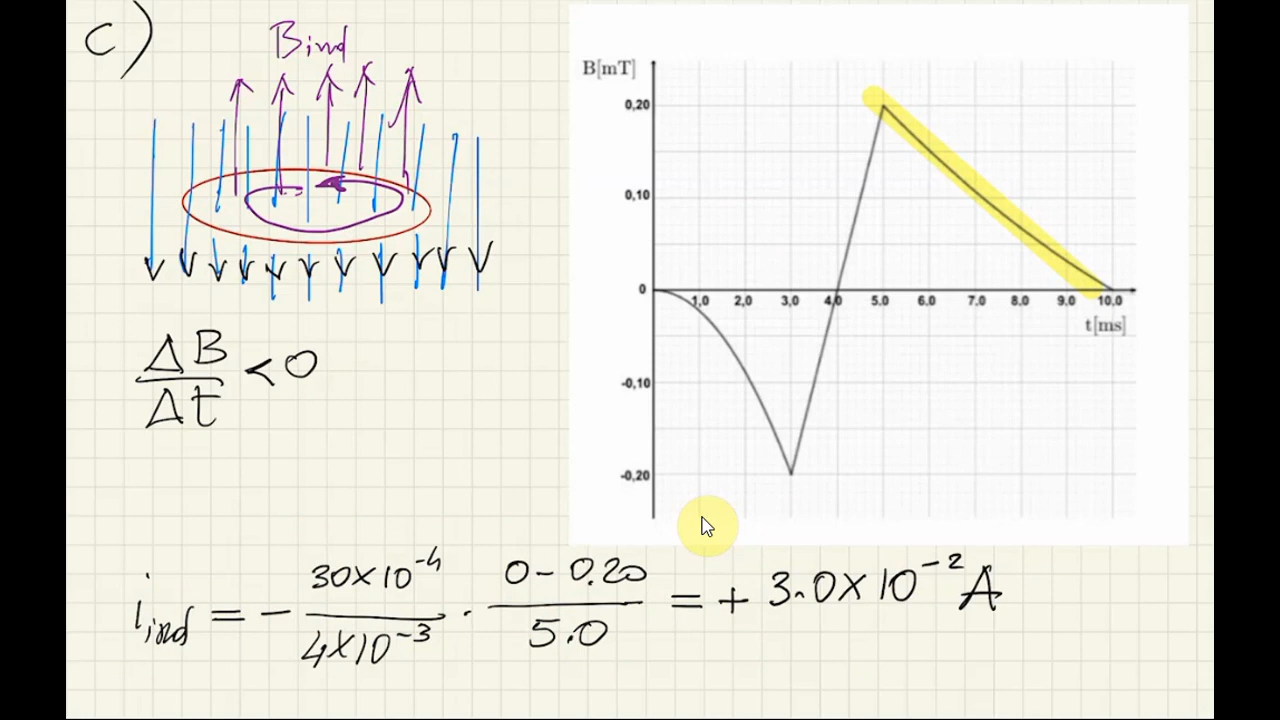 c)
Bind
B[mT]
0,20
0,10
0
1,0 2,0 3,0 4,0 5,0 6,0 7,0 8,0 9,0 10,0
t[ms]
-0,10
-0,20
ΔB/Δt < 0
i_ind = - 30×10^-4/4×10^-3 · 0-0.20/5.0 = + 3.0×10^-2 A